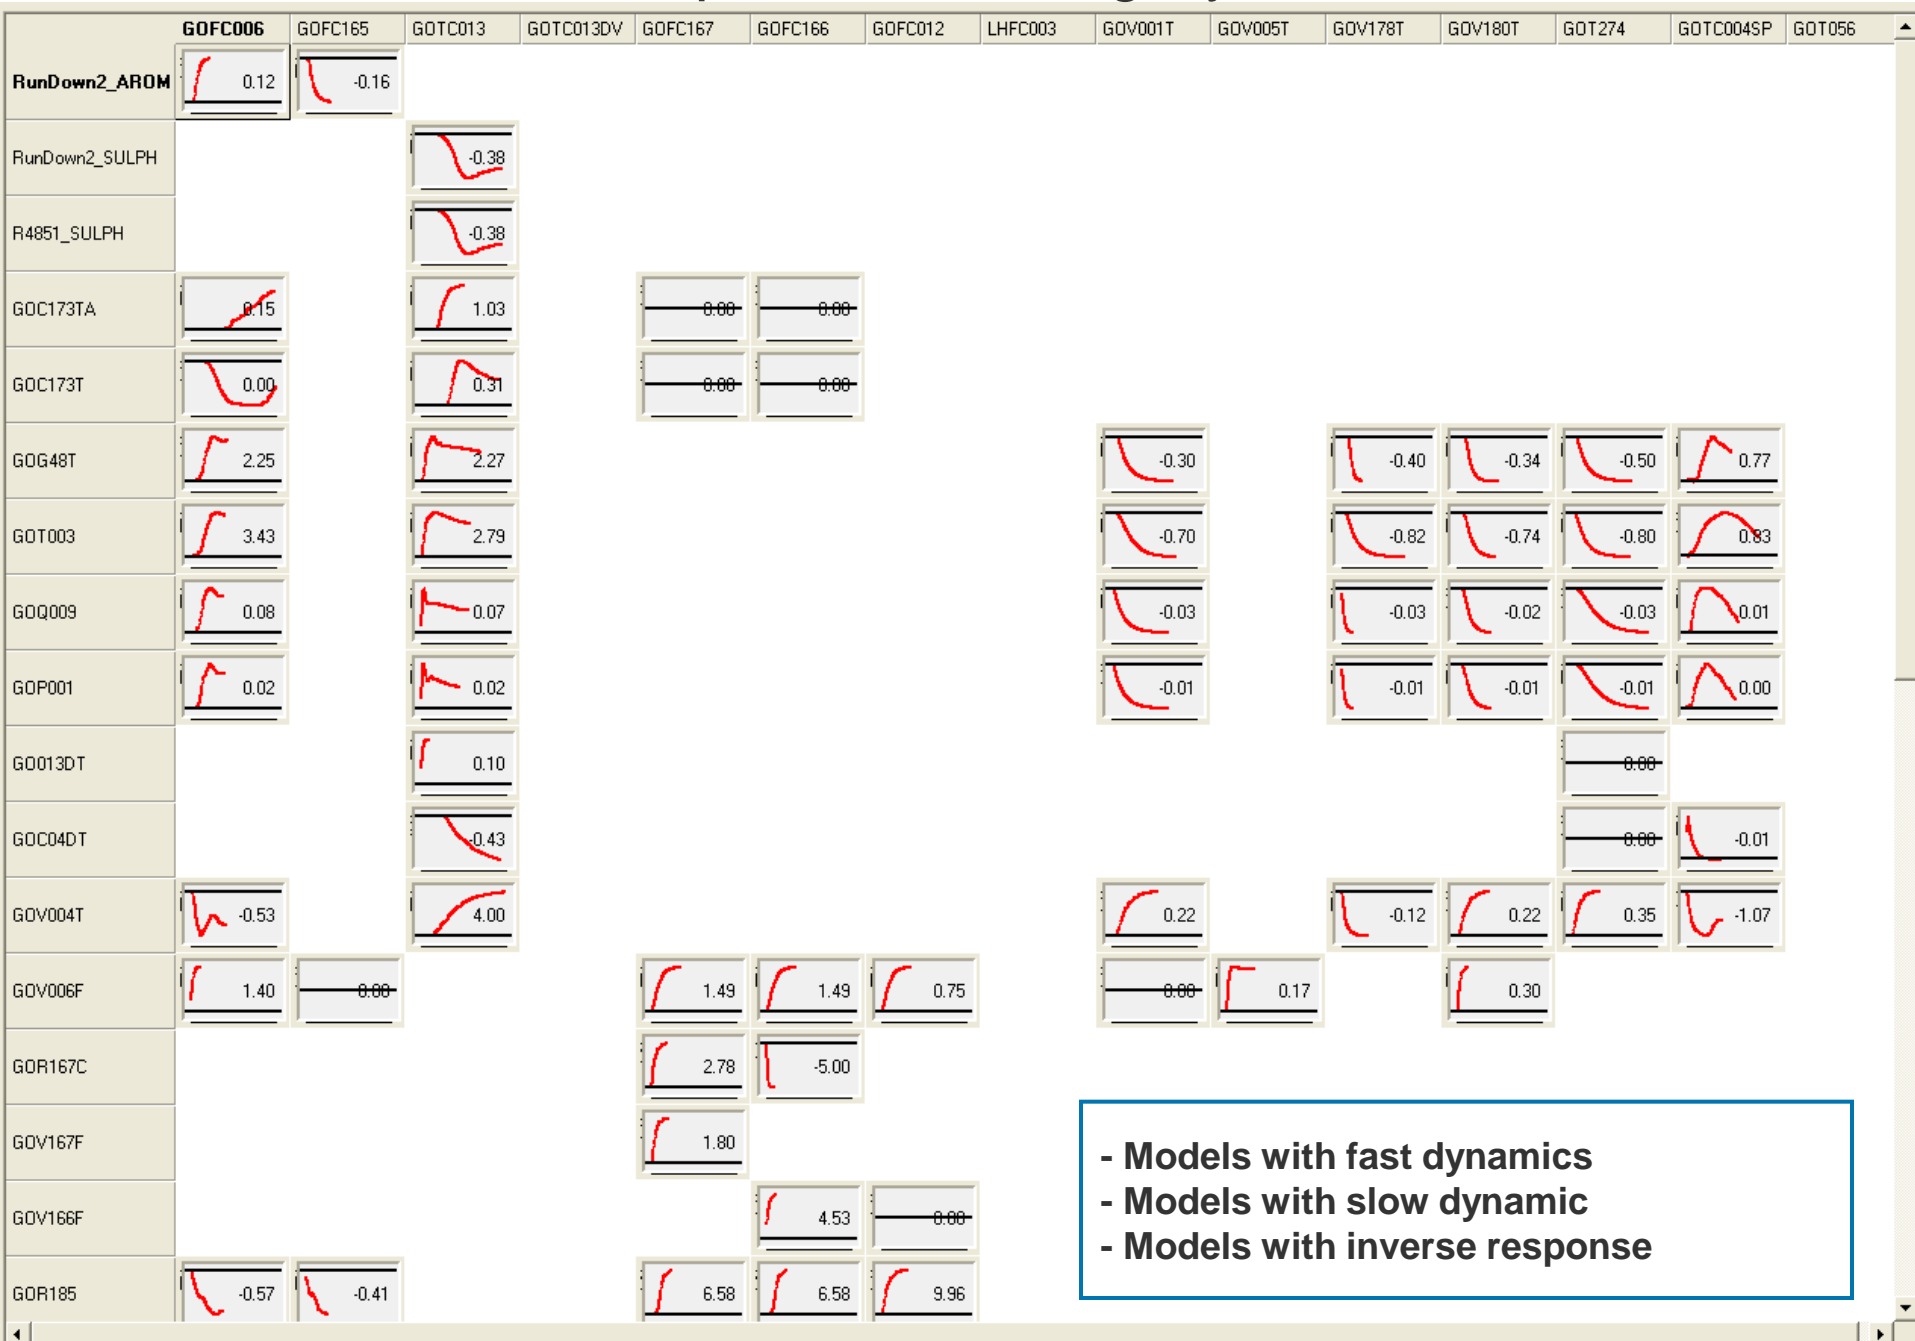 GOFC006 GOFC165 GOTC013 GOTC013DV GOFC167 GOFC166 GOFC012 LHFC003 GOV001T GOV005T GOV178T GOV180T GOT274 GOTC004SP GOT056
RunDown2_AROM 0.12 -0.16
RunDown2_SULPH -0.38
R4851_SULPH -0.38
GOC173TA 0.15 1.03 0.00 0.00
GOC173T 0.00 0.31 0.00 0.00
GOG48T 2.25 2.27 -0.30 -0.40 -0.34 -0.50 0.77
GOT003 3.43 2.79 -0.70 -0.82 -0.74 -0.80 0.83
GOQ009 0.08 0.07 -0.03 -0.03 -0.02 -0.03 0.01
GOP001 0.02 0.02 -0.01 -0.01 -0.01 -0.01 0.00
GO013DT 0.10 0.00
GOC04DT -0.43 0.00 -0.01
GOV004T -0.53 4.00 0.22 -0.12 0.22 0.35 -1.07
GOV006F 1.40 0.00 1.49 1.49 0.75 0.00 0.17 0.30
GOR167C 2.78 -5.00
GOV167F 1.80
GOV166F 4.53 0.00
GOR185 -0.57 -0.41 6.58 6.58 9.96
- Models with fast dynamics
- Models with slow dynamic
- Models with inverse response